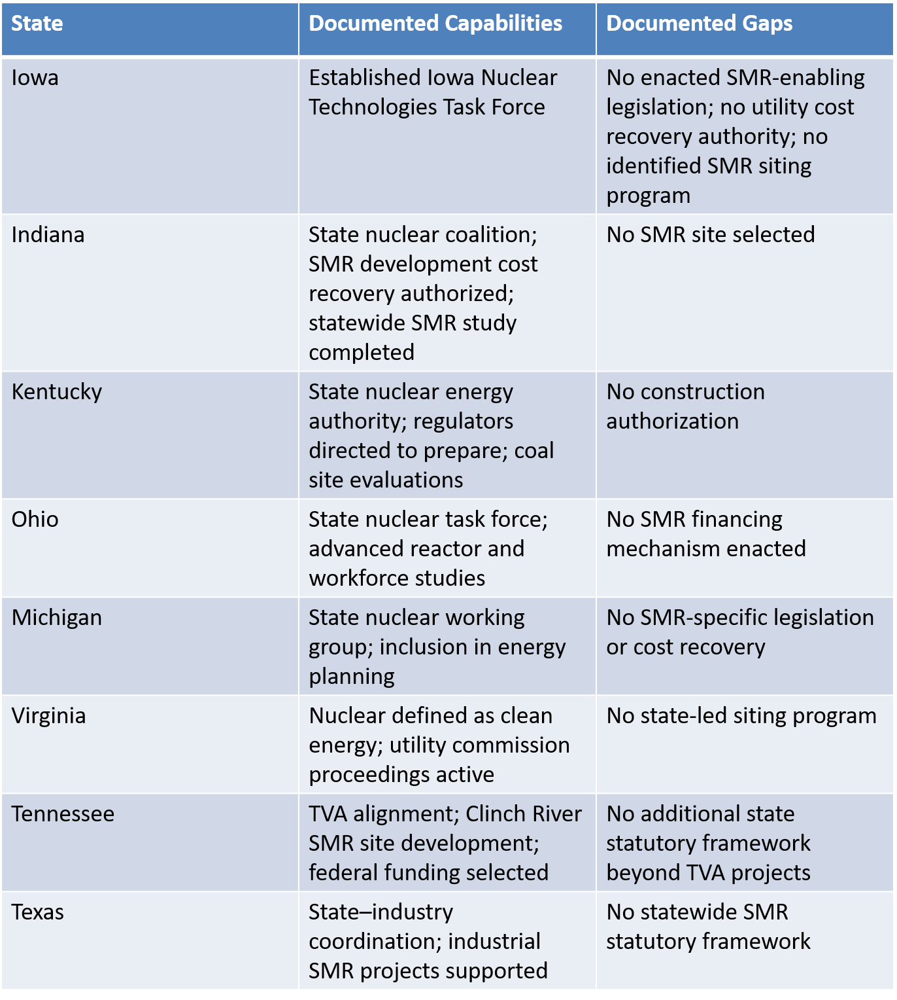 State
Documented Capabilities
Documented Gaps
Iowa
Established Iowa Nuclear
Technologies Task Force
No enacted SMR-enabling
legislation; no utility cost
recovery authority; no
identified SMR siting
program
Indiana
State nuclear coalition;
SMR development cost
recovery authorized;
statewide SMR study
completed
No SMR site selected
Kentucky
State nuclear energy
authority; regulators
directed to prepare; coal
site evaluations
No construction
authorization
Ohio
State nuclear task force;
advanced reactor and
workforce studies
No SMR financing
mechanism enacted
Michigan
State nuclear working
group; inclusion in energy
planning
No SMR-specific legislation
or cost recovery
Virginia
Nuclear defined as clean
energy; utility commission
proceedings active
No state-led siting program
Tennessee
TVA alignment; Clinch River
SMR site development;
federal funding selected
No additional state
statutory framework
beyond TVA projects
Texas
State–industry
coordination; industrial
SMR projects supported
No statewide SMR
statutory framework